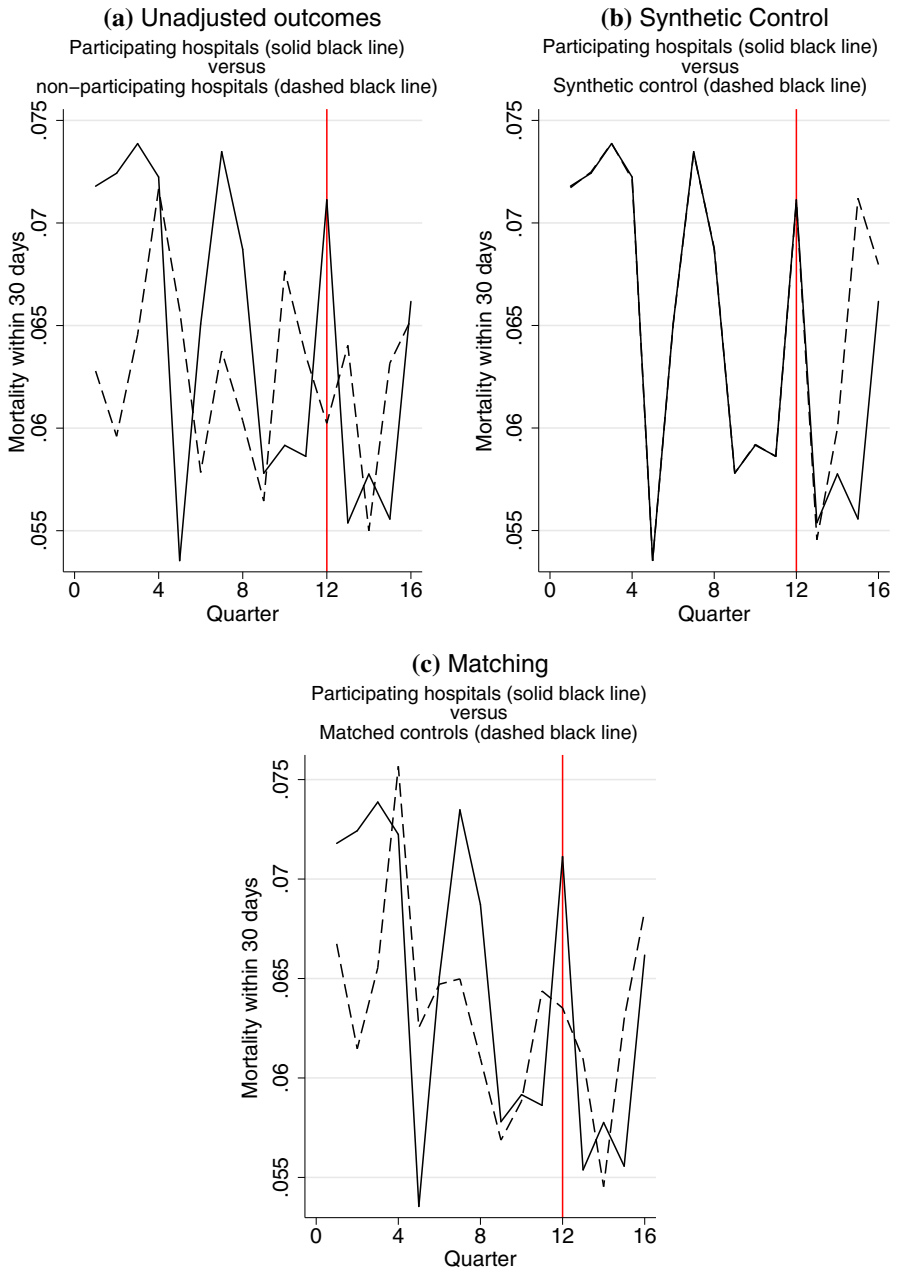 (a) Unadjusted outcomes
Participating hospitals (solid black line)
versus
non−participating hospitals (dashed black line)
Mortality within 30 days
.075
.07
.065
.06
.055
0 4 8 12 16
Quarter
(b) Synthetic Control
Participating hospitals (solid black line)
versus
Synthetic control (dashed black line)
Mortality within 30 days
.075
.07
.065
.06
.055
0 4 8 12 16
Quarter
(c) Matching
Participating hospitals (solid black line)
versus
Matched controls (dashed black line)
Mortality within 30 days
.075
.07
.065
.06
.055
0 4 8 12 16
Quarter